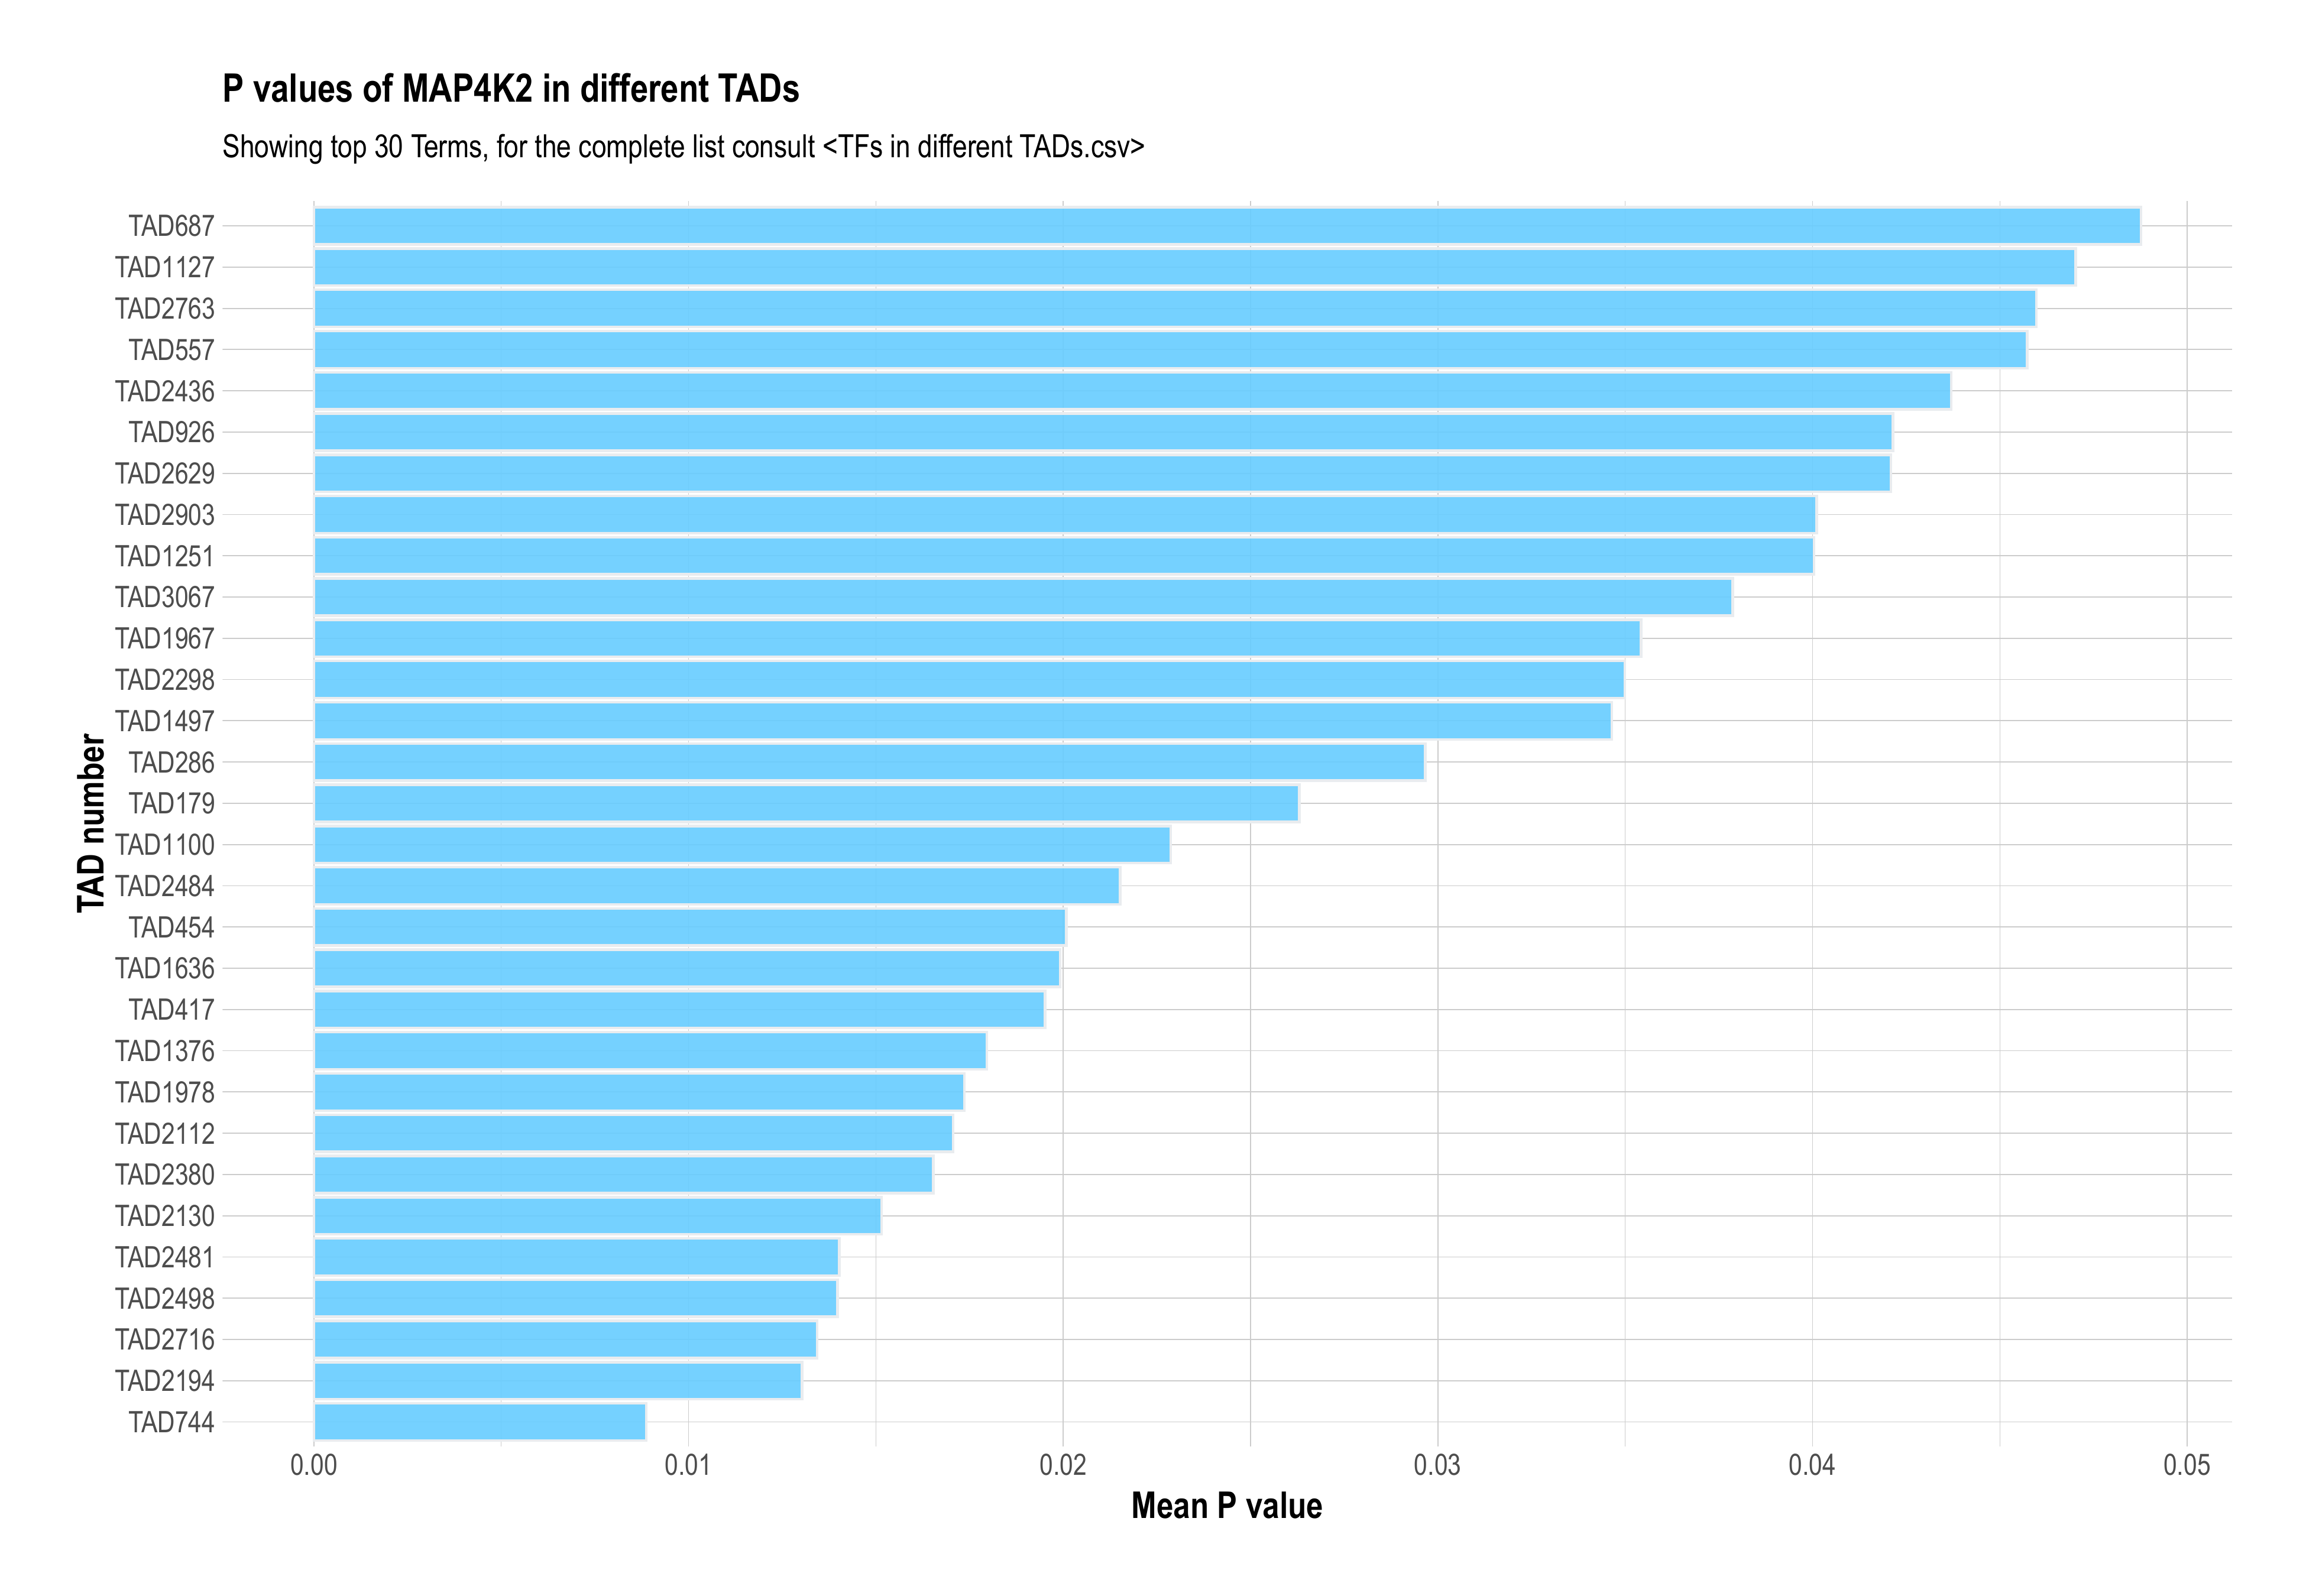 P values of MAP4K2 in different TADs
Showing top 30 Terms, for the complete list consult <TFs in different TADs.csv>
TAD number
TAD687
TAD1127
TAD2763
TAD557
TAD2436
TAD926
TAD2629
TAD2903
TAD1251
TAD3067
TAD1967
TAD2298
TAD1497
TAD286
TAD179
TAD1100
TAD2484
TAD454
TAD1636
TAD417
TAD1376
TAD1978
TAD2112
TAD2380
TAD2130
TAD2481
TAD2498
TAD2716
TAD2194
TAD744
0.00 0.01 0.02 0.03 0.04 0.05
Mean P value